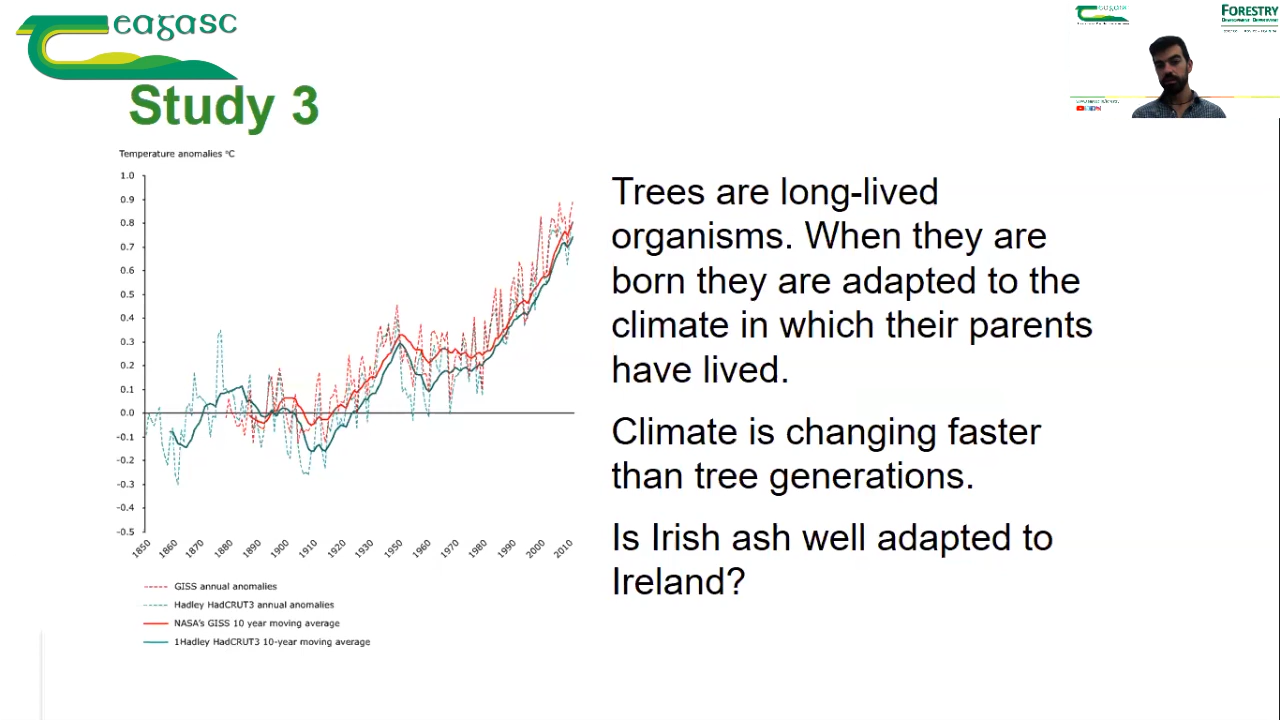 eagasc
Study 3
FORESTRY
Temperature anomalies °C
1.0
0.9
0.8
0.7
0.6
0.5
0.4
0.3
0.2
0.1
0.0
-0.1
-0.2
-0.3
-0.4
-0.5
1850
1860
1870
1880
1890
1900
1910
1920
1930
1950
1960
1970
1980
1990
2000
2010
GISS annual anomalies
Hadley HadCRUT3 annual anomalies
NASA's GISS 10 year moving average
1Hadley HadCRUT3 10-year moving average
Trees are long-lived
organisms. When they are
born they are adapted to the
climate in which their parents
have lived.
Climate is changing faster
than tree generations.
Is Irish ash well adapted to
Ireland?